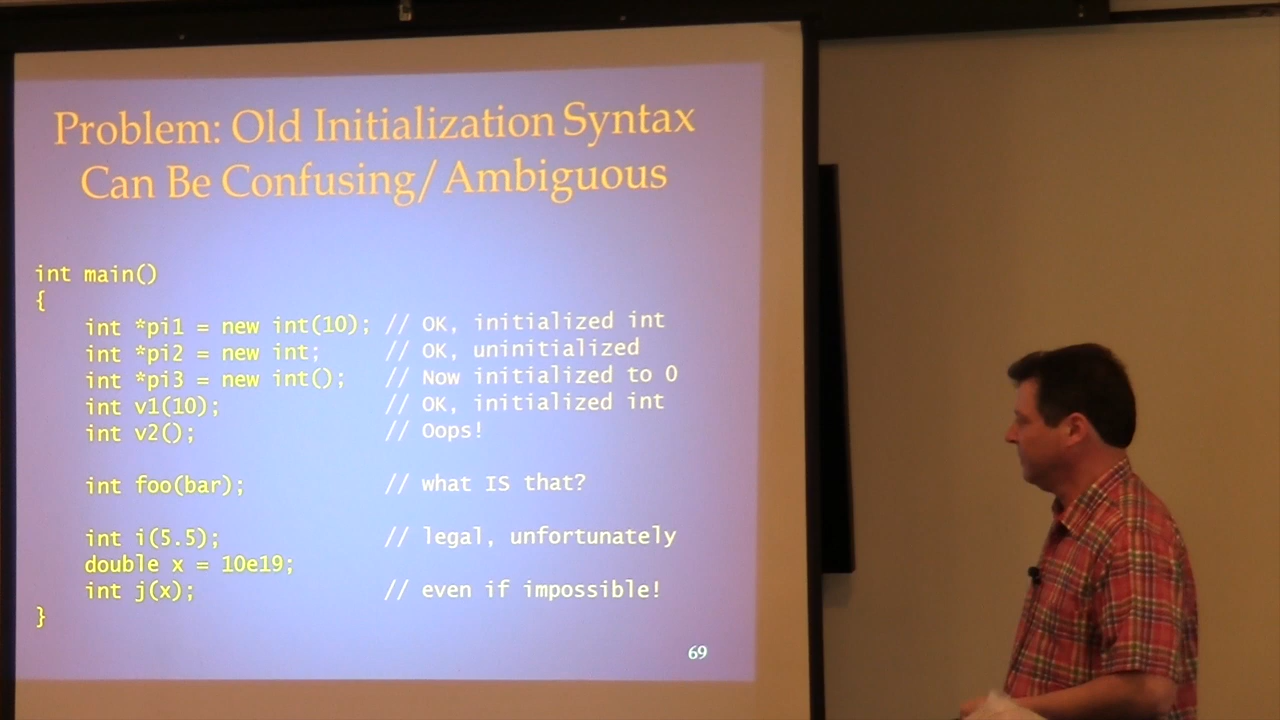 Problem: Old Initialization Syntax
Can Be Confusing/Ambiguous
int main()
{
int *pi1 = new int(10); // OK, initialized int
int *pi2 = new int; // OK, uninitialized
int *pi3 = new int(); // Now initialized to 0
int v1(10); // OK, initialized int
int v2(); // Oops!
int foo(bar); // what IS that?
int i(5.5); // legal, unfortunately
double x = 10e19;
int j(x); // even if impossible!
}
69